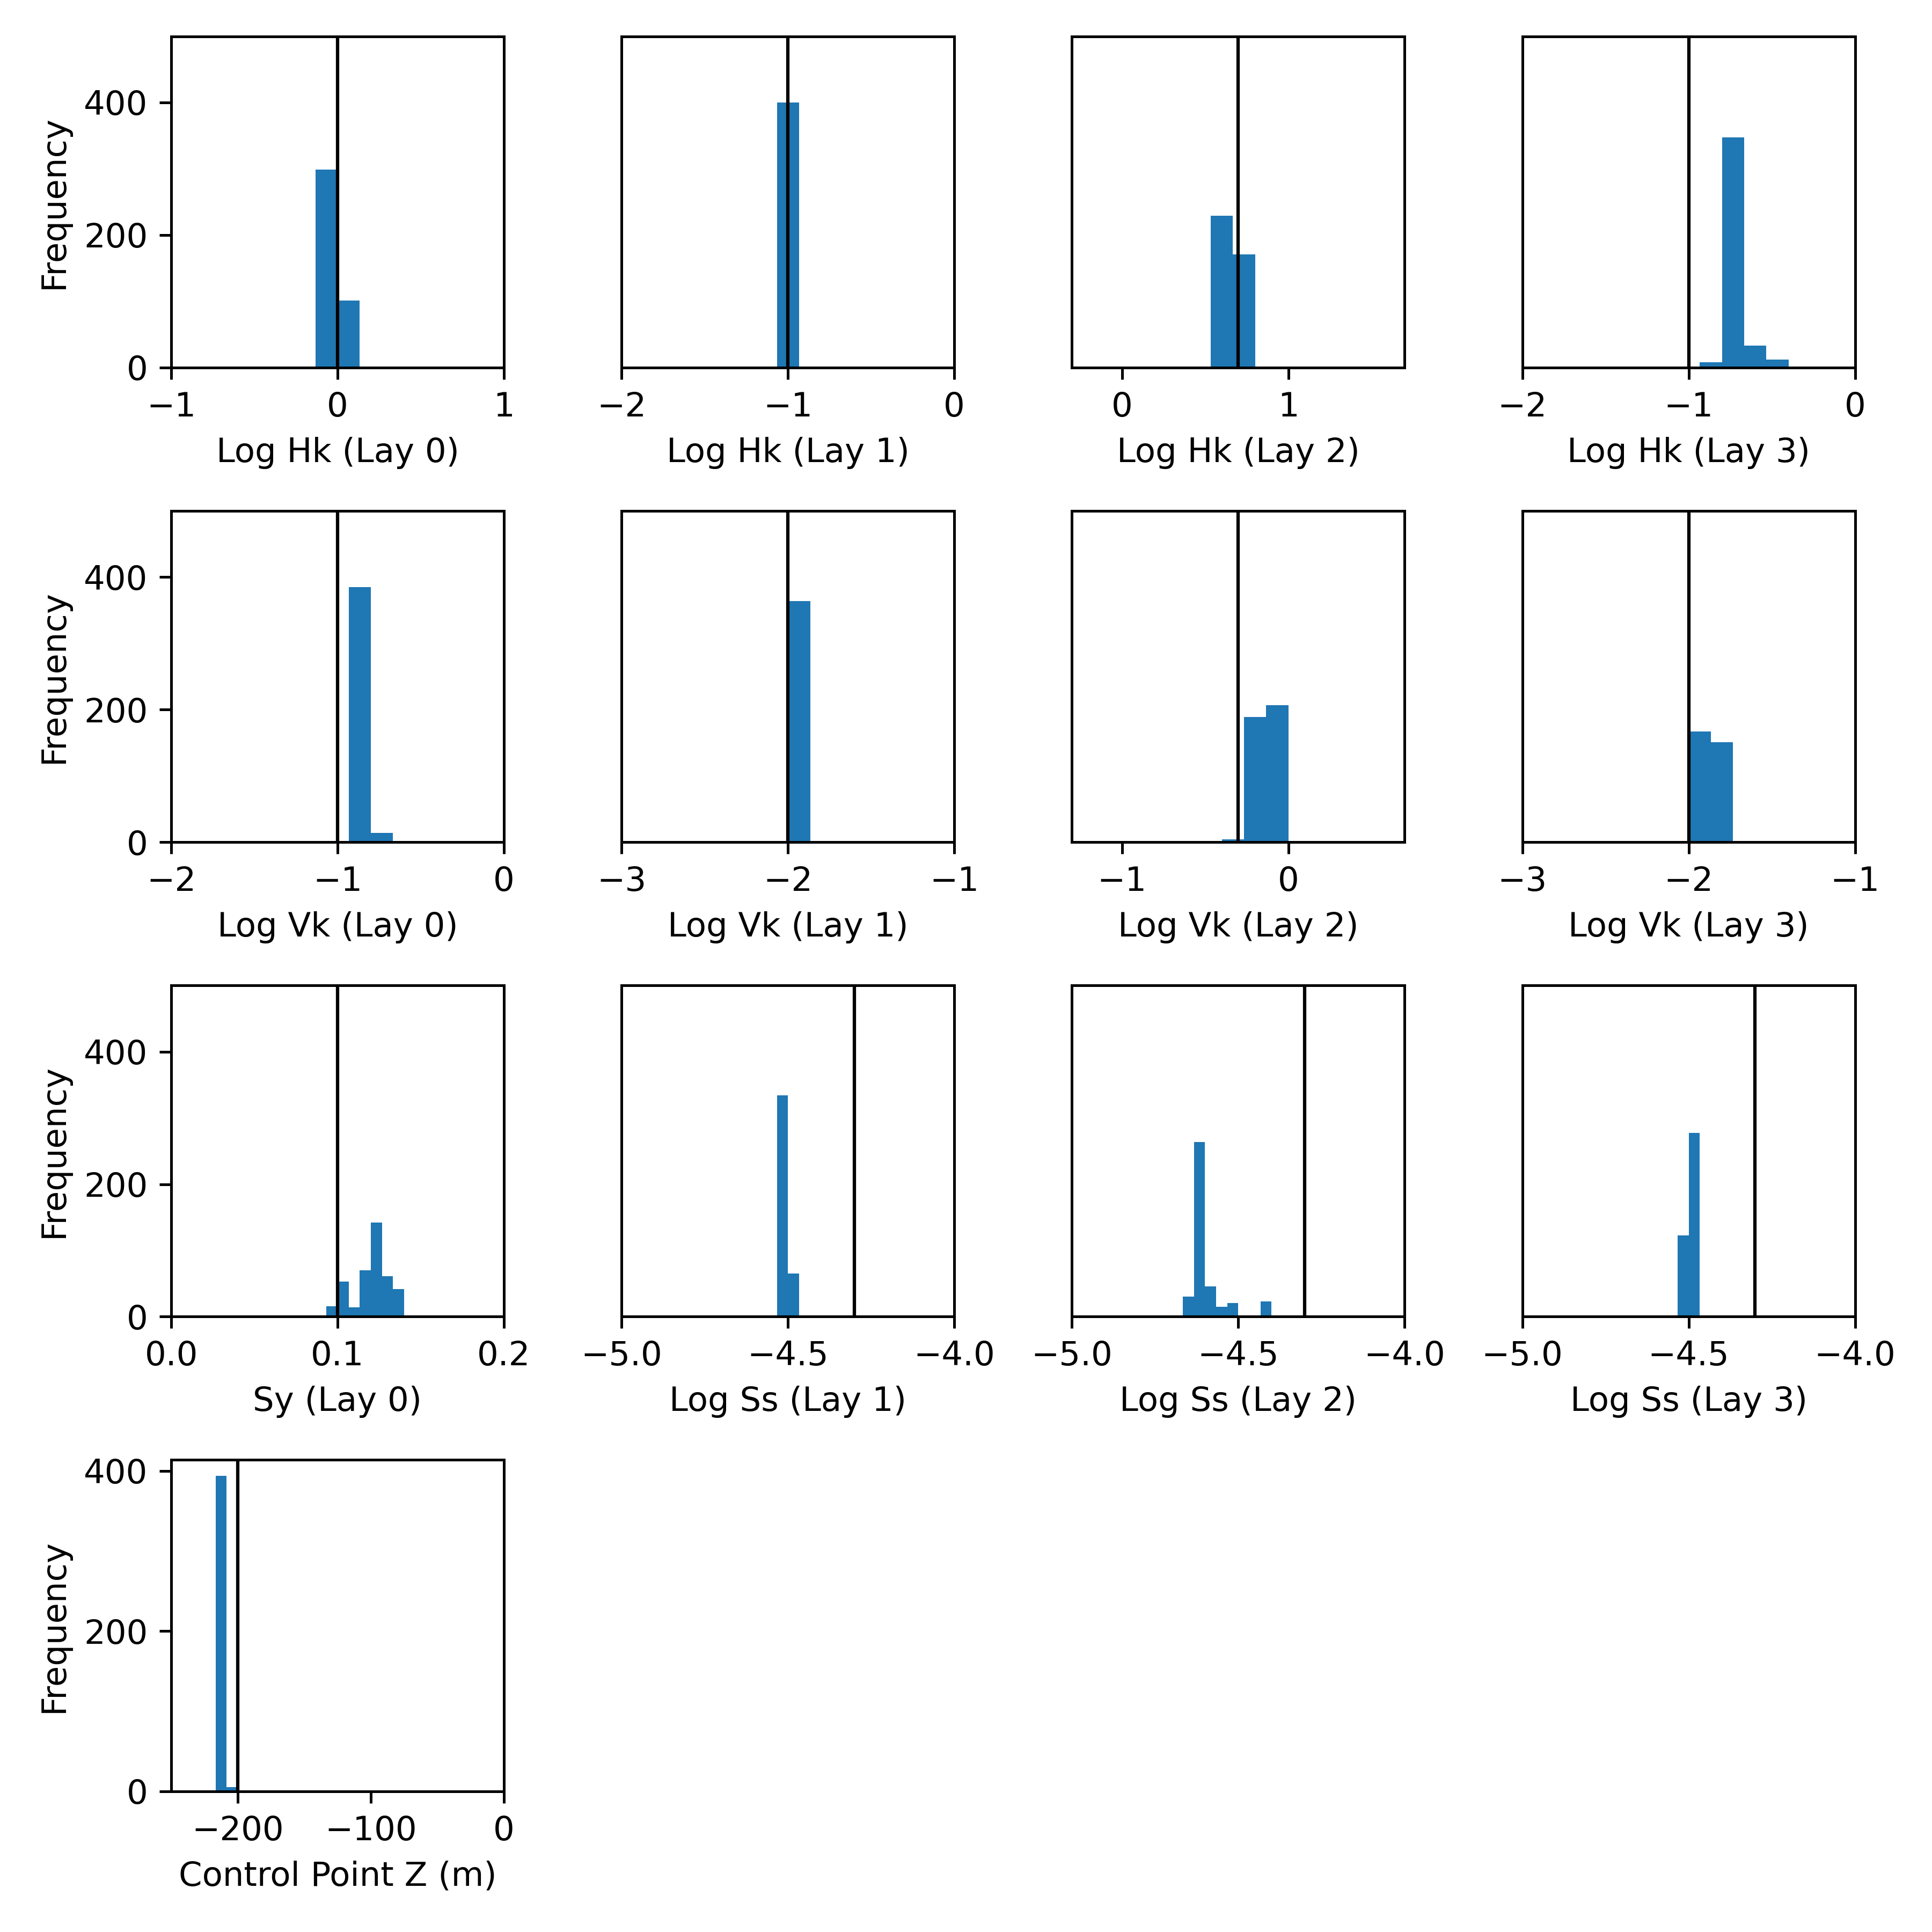 400
200
0
Frequency
−1 0 1
Log Hk (Lay 0)
−2 −1 0
Log Hk (Lay 1)
0 1
Log Hk (Lay 2)
−2 −1 0
Log Hk (Lay 3)
400
200
0
Frequency
−2 −1 0
Log Vk (Lay 0)
−3 −2 −1
Log Vk (Lay 1)
−1 0
Log Vk (Lay 2)
−3 −2 −1
Log Vk (Lay 3)
400
200
0
Frequency
0.0 0.1 0.2
Sy (Lay 0)
−5.0 −4.5 −4.0
Log Ss (Lay 1)
−5.0 −4.5 −4.0
Log Ss (Lay 2)
−5.0 −4.5 −4.0
Log Ss (Lay 3)
400
200
0
Frequency
−200 −100 0
Control Point Z (m)